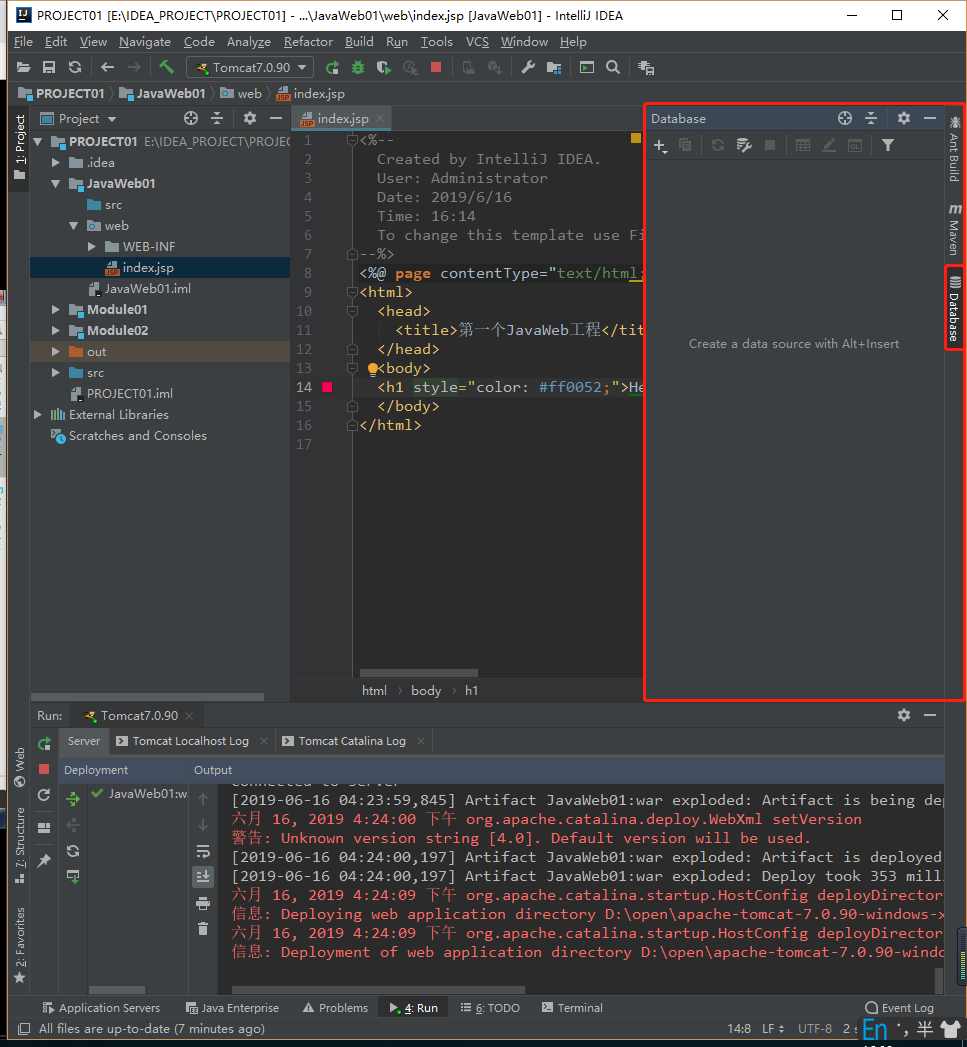 PROJECT01 [E:\IDEA_PROJECT\PROJECT01] - ...\JavaWeb01\web\index.jsp [JavaWeb01] - IntelliJ IDEA
File Edit View Navigate Code Analyze Refactor Build Run Tools VCS Window Help
Tomcat7.0.90
PROJECT01 JavaWeb01 web index.jsp
1: Project
Project
PROJECT01 E:\IDEA_PROJECT\PROJEC
.idea
JavaWeb01
src
web
WEB-INF
index.jsp
JavaWeb01.iml
Module01
Module02
out
src
PROJECT01.iml
External Libraries
Scratches and Consoles
index.jsp
1 <%--
2 Created by IntelliJ IDEA.
3 User: Administrator
4 Date: 2019/6/16
5 Time: 16:14
6 To change this template use Fi
7 --%>
8 <%@ page contentType="text/html;
9 <html>
10 <head>
11 <title>第一个JavaWeb工程</tit
12 </head>
13 <body>
14 <h1 style="color: #ff0052;">He
15 </body>
16 </html>
17
html › body › h1
Database
Create a data source with Alt+Insert
Ant Build
Maven
Database
Run: Tomcat7.0.90
Server Tomcat Localhost Log Tomcat Catalina Log
Deployment Output
JavaWeb01:w
Connected to server
[2019-06-16 04:23:59,845] Artifact JavaWeb01:war exploded: Artifact is being dep
六月 16, 2019 4:24:00 下午 org.apache.catalina.deploy.WebXml setVersion
警告: Unknown version string [4.0]. Default version will be used.
[2019-06-16 04:24:00,197] Artifact JavaWeb01:war exploded: Artifact is deployed
[2019-06-16 04:24:00,197] Artifact JavaWeb01:war exploded: Deploy took 353 milli
六月 16, 2019 4:24:09 下午 org.apache.catalina.startup.HostConfig deployDirector
信息: Deploying web application directory D:\open\apache-tomcat-7.0.90-windows-x
六月 16, 2019 4:24:09 下午 org.apache.catalina.startup.HostConfig deployDirector
信息: Deployment of web application directory D:\open\apache-tomcat-7.0.90-windo
Web
7: Structure
2: Favorites
Application Servers Java Enterprise Problems 4: Run 6: TODO Terminal Event Log
All files are up-to-date (7 minutes ago) 14:8 LF UTF-8 2 s
En 半